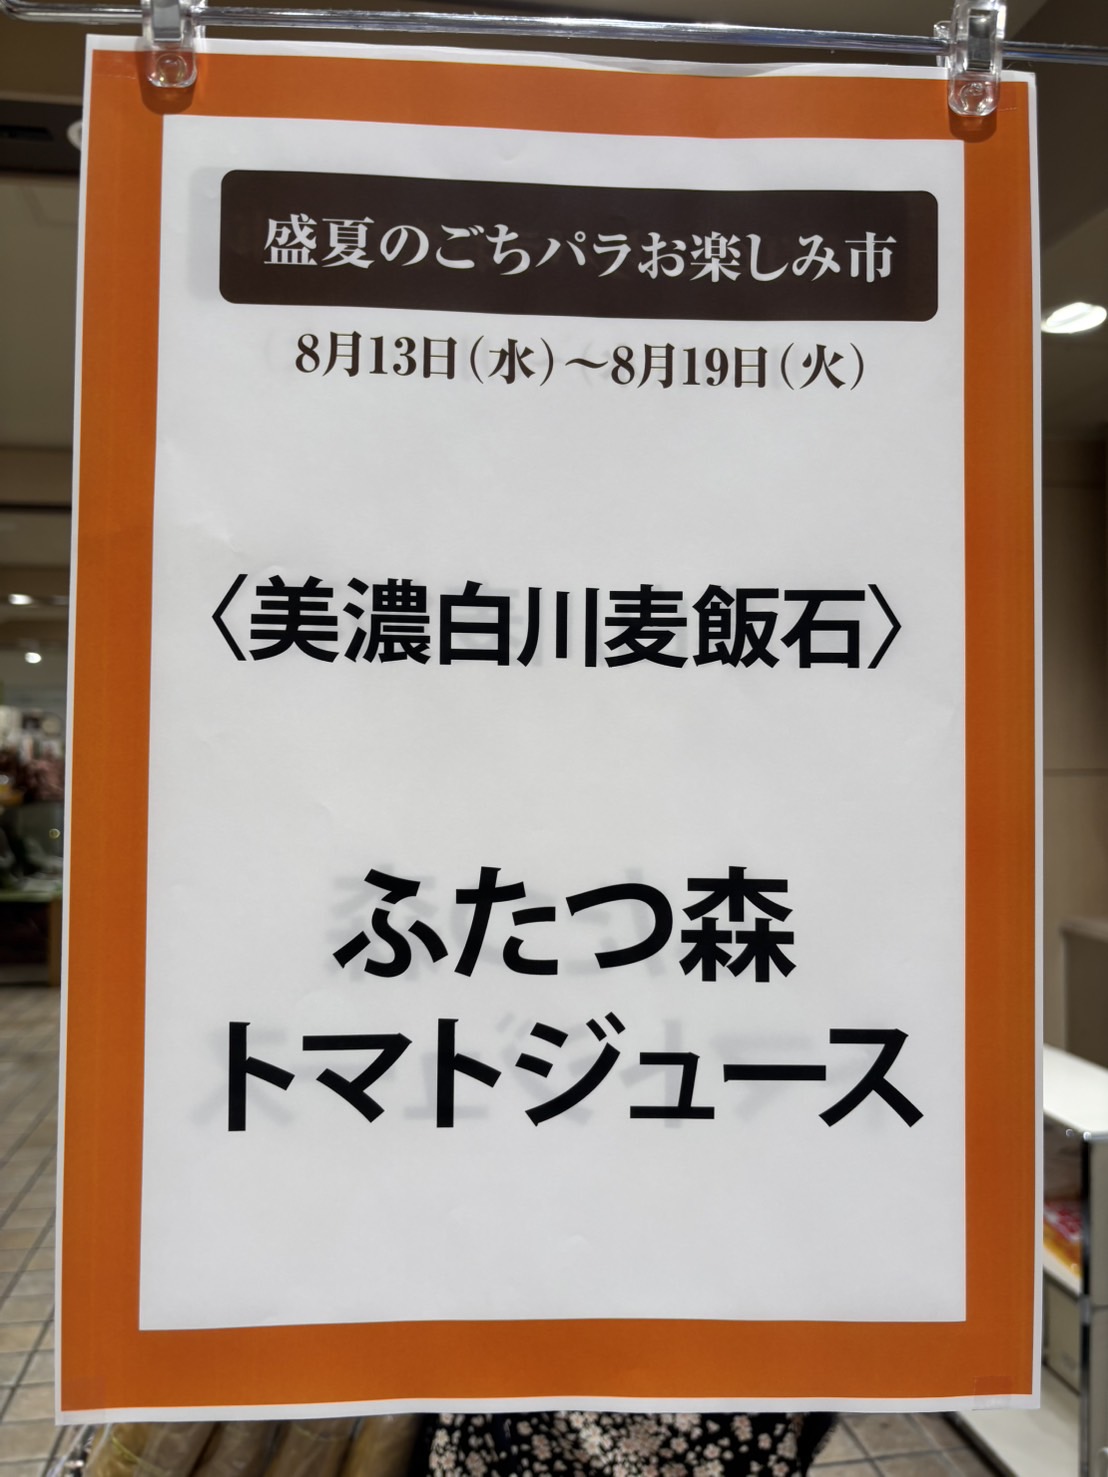 盛夏のごちパラお楽しみ市
8月13日（水）〜8月19日（火）
〈美濃白川麦飯石〉
ふたつ森
トマトジュース